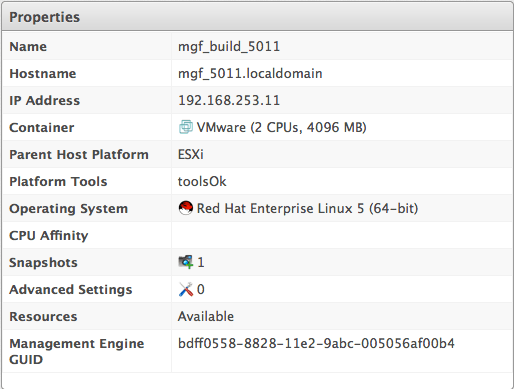 Properties
Name mgf_build_5011
Hostname mgf_5011.localdomain
IP Address 192.168.253.11
Container VMware (2 CPUs, 4096 MB)
Parent Host Platform ESXi
Platform Tools toolsOk
Operating System Red Hat Enterprise Linux 5 (64-bit)
CPU Affinity
Snapshots 1
Advanced Settings 0
Resources Available
Management Engine bdff0558-8828-11e2-9abc-005056af00b4
GUID